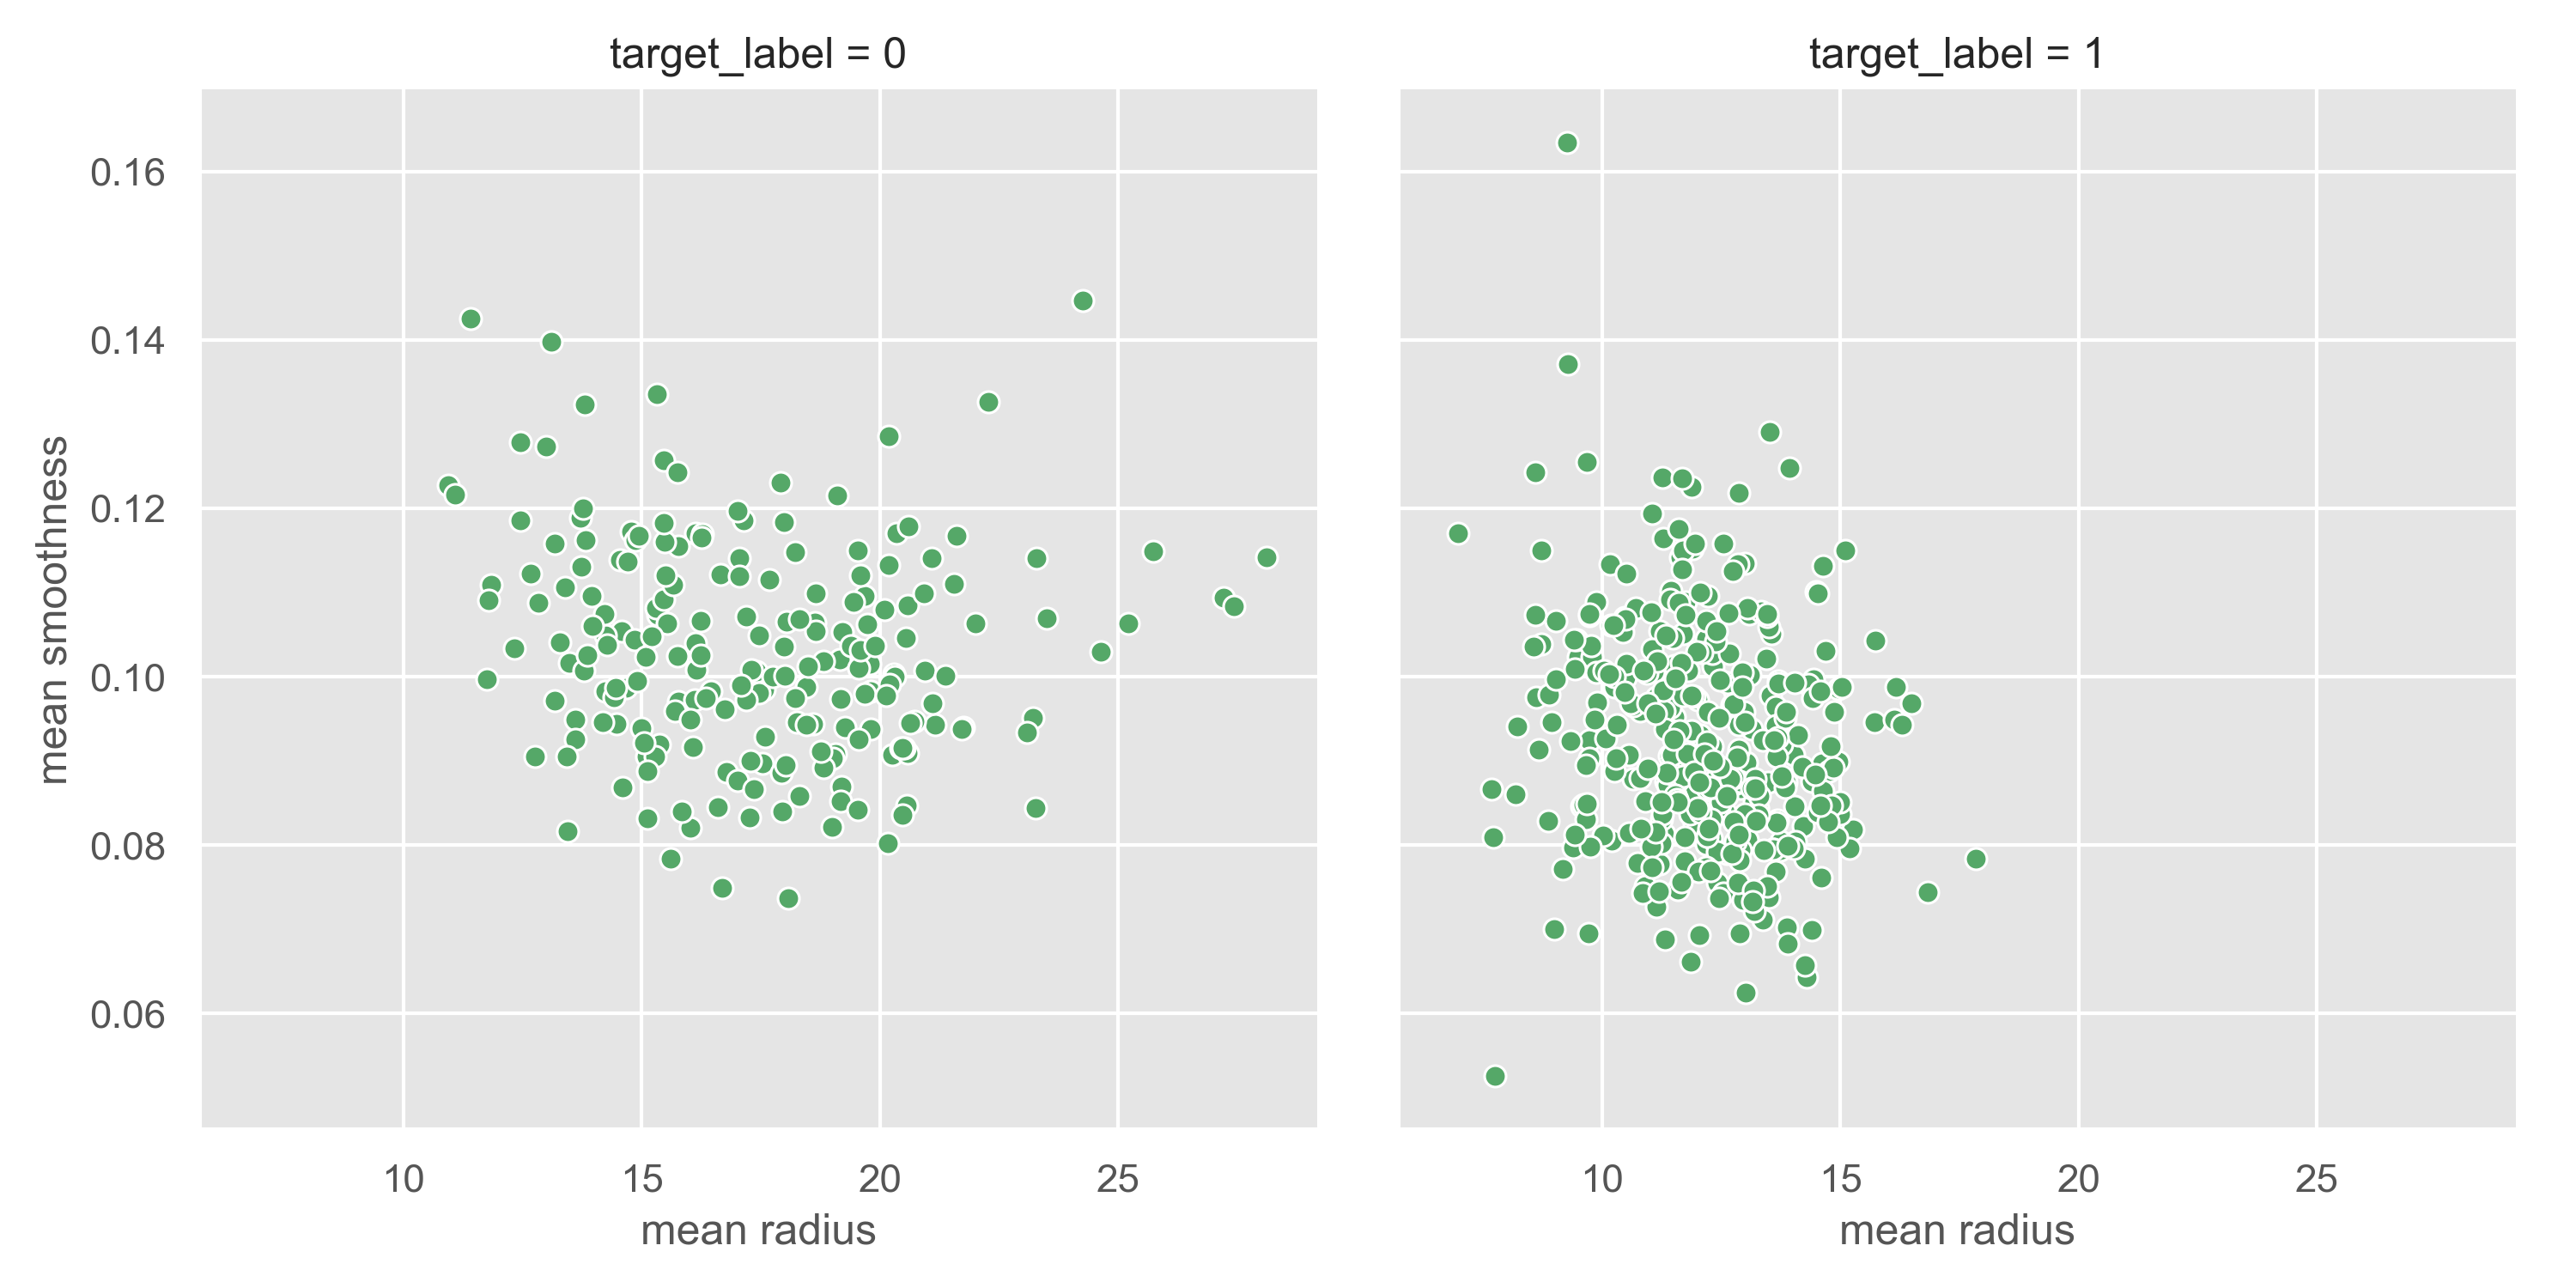 target_label = 0
target_label = 1
mean smoothness
0.16
0.14
0.12
0.10
0.08
0.06
10 15 20 25
10 15 20 25
mean radius
mean radius